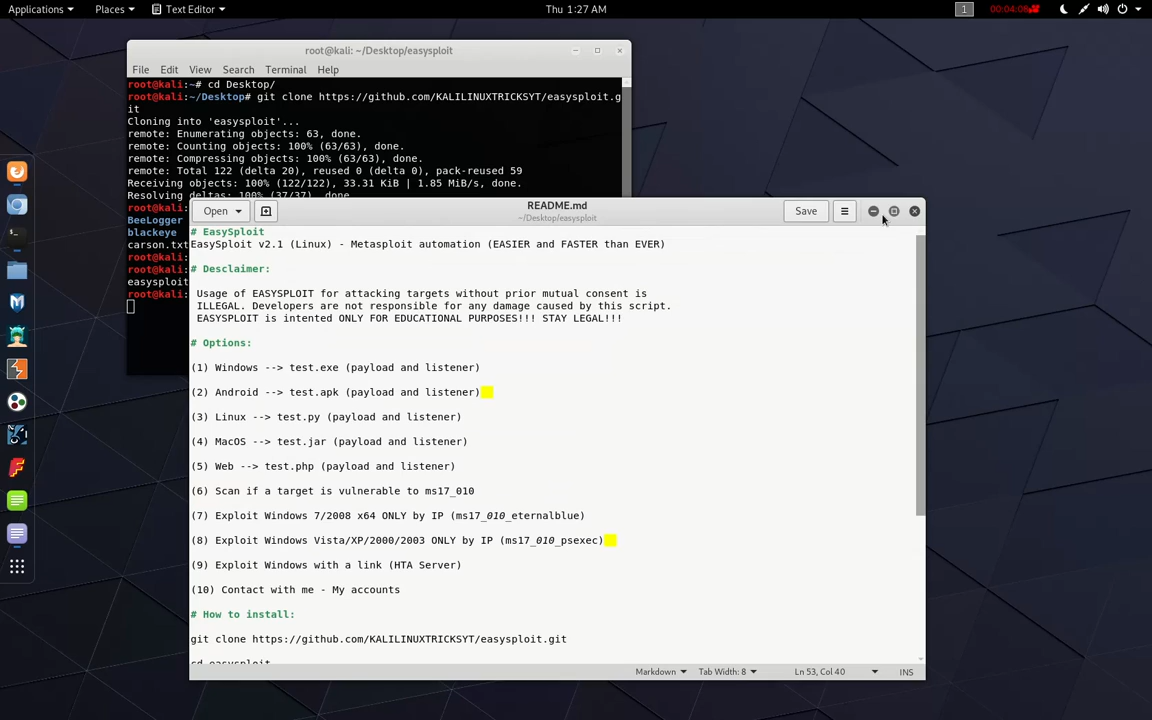 Applications
Places
Text Editor
Thu 1:27 AM
1
00:04:08
root@kali: ~/Desktop/easysploit
File Edit View Search Terminal Help
root@kali:~# cd Desktop/
root@kali:~/Desktop# git clone https://github.com/KALILINUXTRICKSYT/easysploit.g
it
Cloning into 'easysploit'...
remote: Enumerating objects: 63, done.
remote: Counting objects: 100% (63/63), done.
remote: Compressing objects: 100% (63/63), done.
remote: Total 122 (delta 20), reused 0 (delta 0), pack-reused 59
Receiving objects: 100% (122/122), 33.31 KiB | 1.85 MiB/s, done.
Resolving deltas: 100% (37/37), done.
root@kali:
BeeLogger
blackeye
carson.txt
root@kali:
root@kali:
easysploit
root@kali:
Open
README.md
~/Desktop/easysploit
Save
# EasySploit
EasySploit v2.1 (Linux) - Metasploit automation (EASIER and FASTER than EVER)
# Desclaimer:
Usage of EASYSPLOIT for attacking targets without prior mutual consent is
ILLEGAL. Developers are not responsible for any damage caused by this script.
EASYSPLOIT is intented ONLY FOR EDUCATIONAL PURPOSES!!! STAY LEGAL!!!
# Options:
(1) Windows --> test.exe (payload and listener)
(2) Android --> test.apk (payload and listener)
(3) Linux --> test.py (payload and listener)
(4) MacOS --> test.jar (payload and listener)
(5) Web --> test.php (payload and listener)
(6) Scan if a target is vulnerable to ms17_010
(7) Exploit Windows 7/2008 x64 ONLY by IP (ms17_010_eternalblue)
(8) Exploit Windows Vista/XP/2000/2003 ONLY by IP (ms17_010_psexec)
(9) Exploit Windows with a link (HTA Server)
(10) Contact with me - My accounts
# How to install:
git clone https://github.com/KALILINUXTRICKSYT/easysploit.git
cd easysploit
Markdown
Tab Width: 8
Ln 53, Col 40
INS